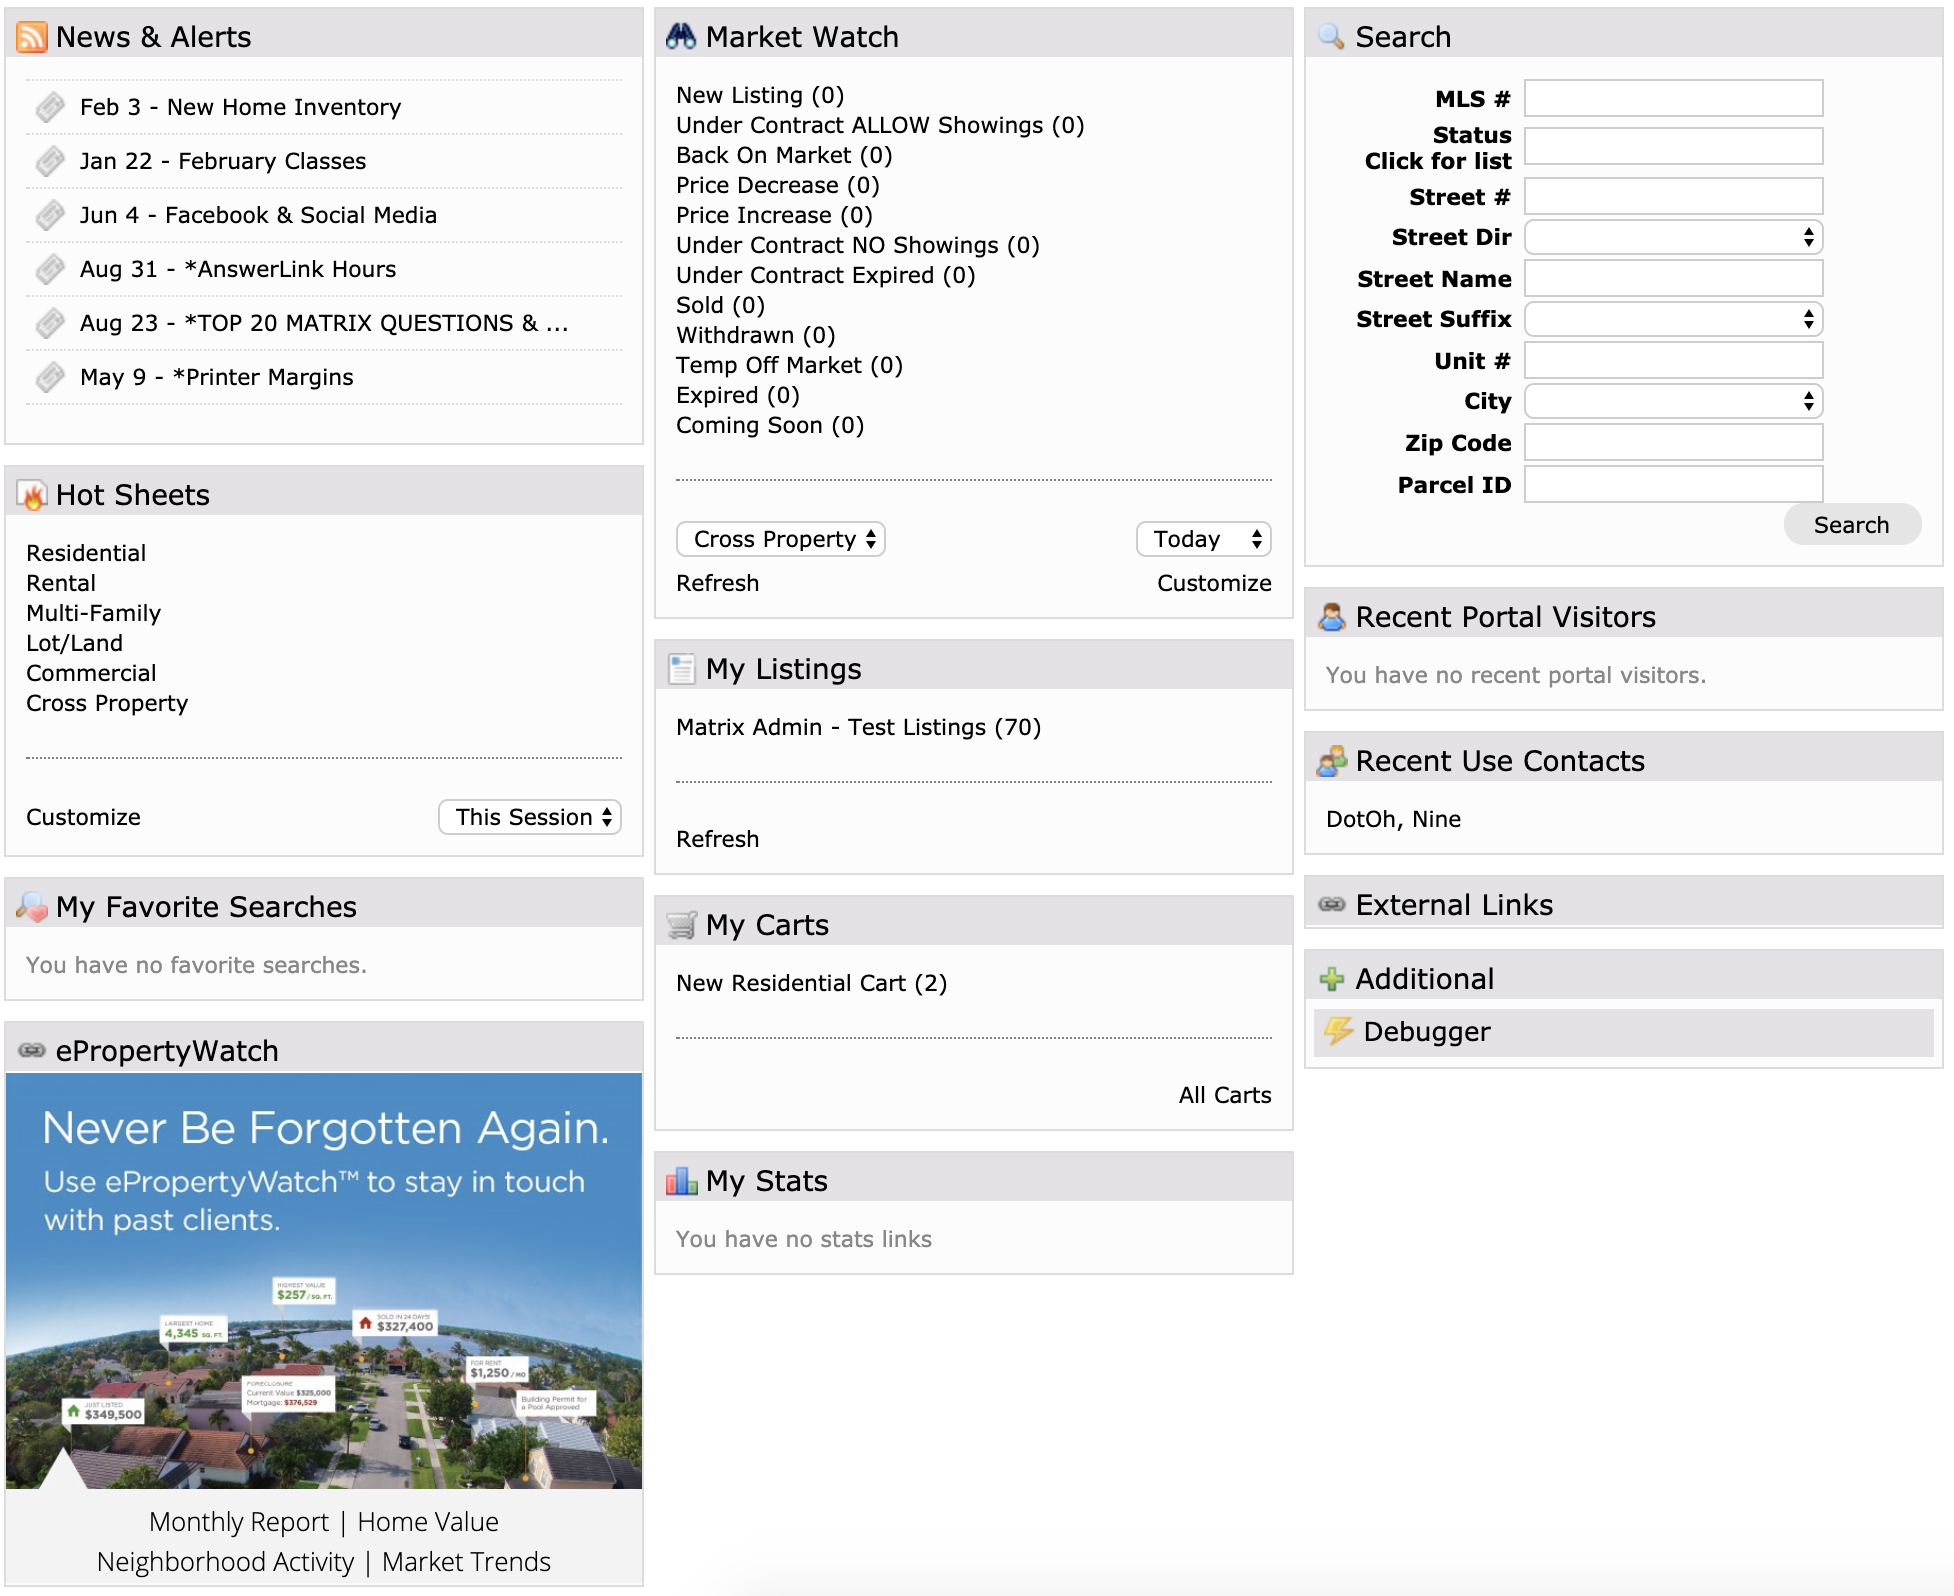 News & Alerts
Feb 3 - New Home Inventory
Jan 22 - February Classes
Jun 4 - Facebook & Social Media
Aug 31 - *AnswerLink Hours
Aug 23 - *TOP 20 MATRIX QUESTIONS & ...
May 9 - *Printer Margins
Hot Sheets
Residential
Rental
Multi-Family
Lot/Land
Commercial
Cross Property
Customize
This Session
My Favorite Searches
You have no favorite searches.
ePropertyWatch
Never Be Forgotten Again.
Use ePropertyWatch™ to stay in touch
with past clients.
HIGHEST VALUE
$257 / SQ. FT.
LARGEST HOME
4,345 SQ. FT.
SOLD IN 24 DAYS!
$327,400
FOR RENT
$1,250 / MO
FORECLOSURE
Current Value $325,000
Mortgage: $376,529
Building Permit for
a Pool Approved
JUST LISTED
$349,500
Monthly Report | Home Value
Neighborhood Activity | Market Trends
Market Watch
New Listing (0)
Under Contract ALLOW Showings (0)
Back On Market (0)
Price Decrease (0)
Price Increase (0)
Under Contract NO Showings (0)
Under Contract Expired (0)
Sold (0)
Withdrawn (0)
Temp Off Market (0)
Expired (0)
Coming Soon (0)
Cross Property
Today
Refresh
Customize
My Listings
Matrix Admin - Test Listings (70)
Refresh
My Carts
New Residential Cart (2)
All Carts
My Stats
You have no stats links
Search
MLS #
Status
Click for list
Street #
Street Dir
Street Name
Street Suffix
Unit #
City
Zip Code
Parcel ID
Search
Recent Portal Visitors
You have no recent portal visitors.
Recent Use Contacts
DotOh, Nine
External Links
Additional
Debugger